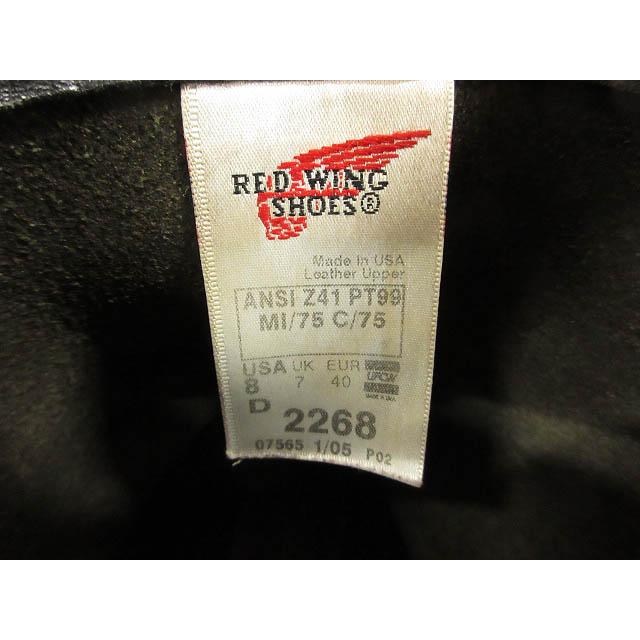 RED WING
SHOES®
Made In USA
Leather Upper
ANSI Z41 PT99
MI/75 C/75
USA UK EUR
8 7 40
D 2268
07565 1/05 P02